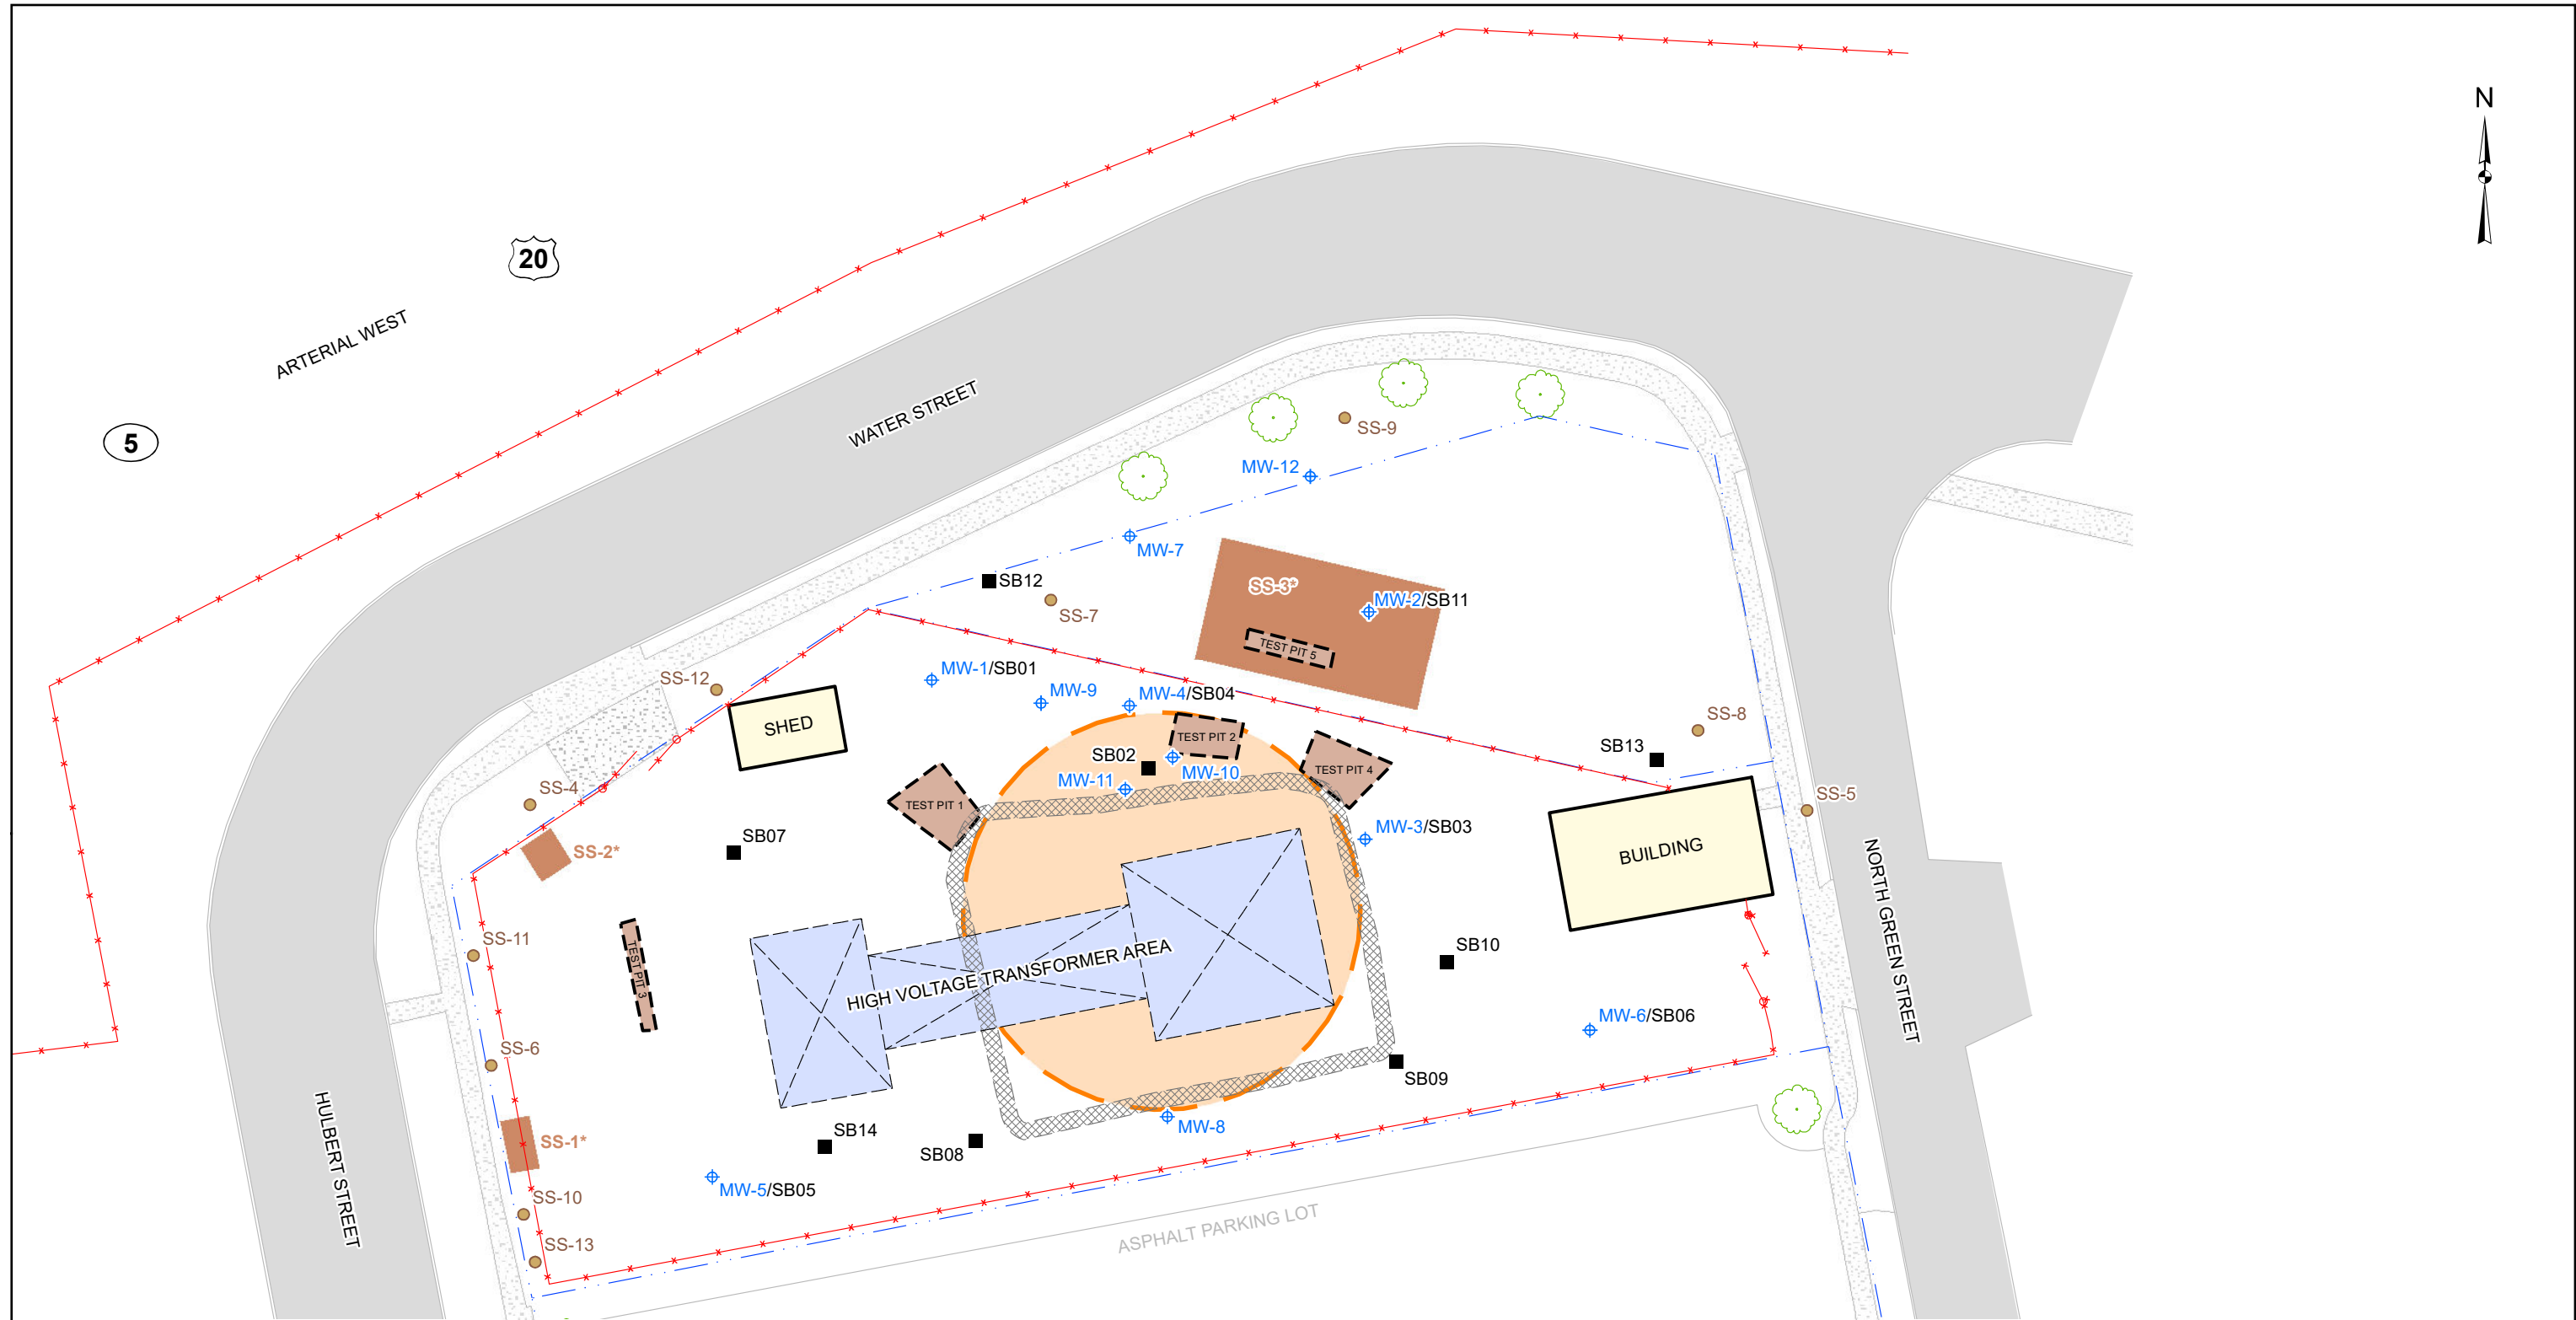 N
20
ARTERIAL WEST
WATER STREET
5
SS-9
MW-12
MW-7
SB12
SS-3*
MW-2/SB11
SS-7
TEST PIT 5
MW-1/SB01
SS-12
MW-9
MW-4/SB04
SHED
SS-8
TEST PIT 2
SB13
SB02
MW-10
TEST PIT 4
MW-11
SS-4
SS-5
TEST PIT 1
MW-3/SB03
SB07
SS-2*
BUILDING
SS-11
SB10
TEST PIT 3
HIGH VOLTAGE TRANSFORMER AREA
NORTH GREEN STREET
MW-6/SB06
SS-6
SB09
MW-8
SB14
SS-1*
SB08
HULBERT STREET
MW-5/SB05
SS-10
ASPHALT PARKING LOT
SS-13